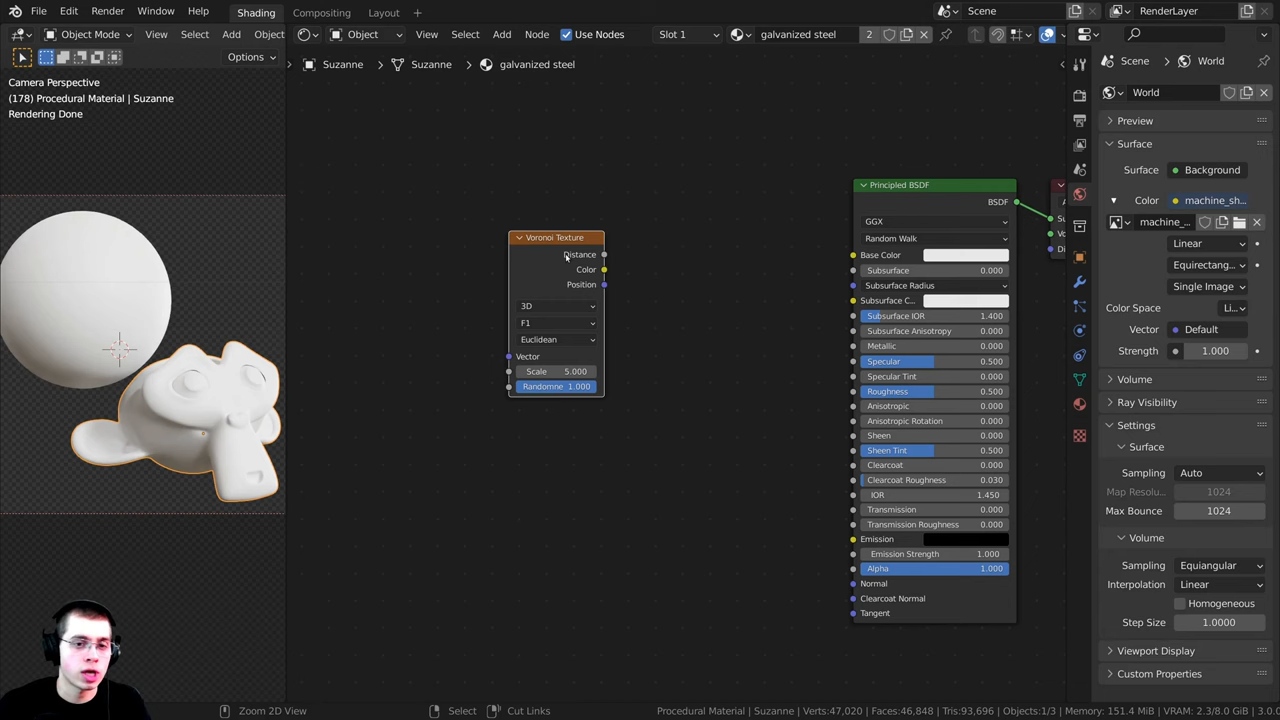 File Edit Render Window Help Shading Compositing Layout + Scene RenderLayer
Object Mode View Select Add Object
Object View Select Add Node Use Nodes Slot 1 galvanized steel 2
Options
Suzanne Suzanne galvanized steel
Camera Perspective
(178) Procedural Material | Suzanne
Rendering Done
Voronoi Texture
Distance
Color
Position
3D
F1
Euclidean
Vector
Scale 5.000
Randomne 1.000
Principled BSDF
BSDF
GGX
Random Walk
Base Color
Subsurface 0.000
Subsurface Radius
Subsurface C...
Subsurface IOR 1.400
Subsurface Anisotropy 0.000
Metallic 0.000
Specular 0.500
Specular Tint 0.000
Roughness 0.500
Anisotropic 0.000
Anisotropic Rotation 0.000
Sheen 0.000
Sheen Tint 0.500
Clearcoat 0.000
Clearcoat Roughness 0.030
IOR 1.450
Transmission 0.000
Transmission Roughness 0.000
Emission
Emission Strength 1.000
Alpha 1.000
Normal
Clearcoat Normal
Tangent
Scene World
World
Preview
Surface
Surface Background
Color machine_sh...
machine_...
Linear
Equirectang...
Single Image
Color Space Li...
Vector Default
Strength 1.000
Volume
Ray Visibility
Settings
Surface
Sampling Auto
Map Resolu... 1024
Max Bounce 1024
Volume
Sampling Equiangular
Interpolation Linear
Homogeneous
Step Size 1.0000
Viewport Display
Custom Properties
Zoom 2D View Select Cut Links Procedural Material | Suzanne | Verts:47,020 | Faces:46,848 | Tris:93,696 | Objects:1/3 | Memory: 151.4 MiB